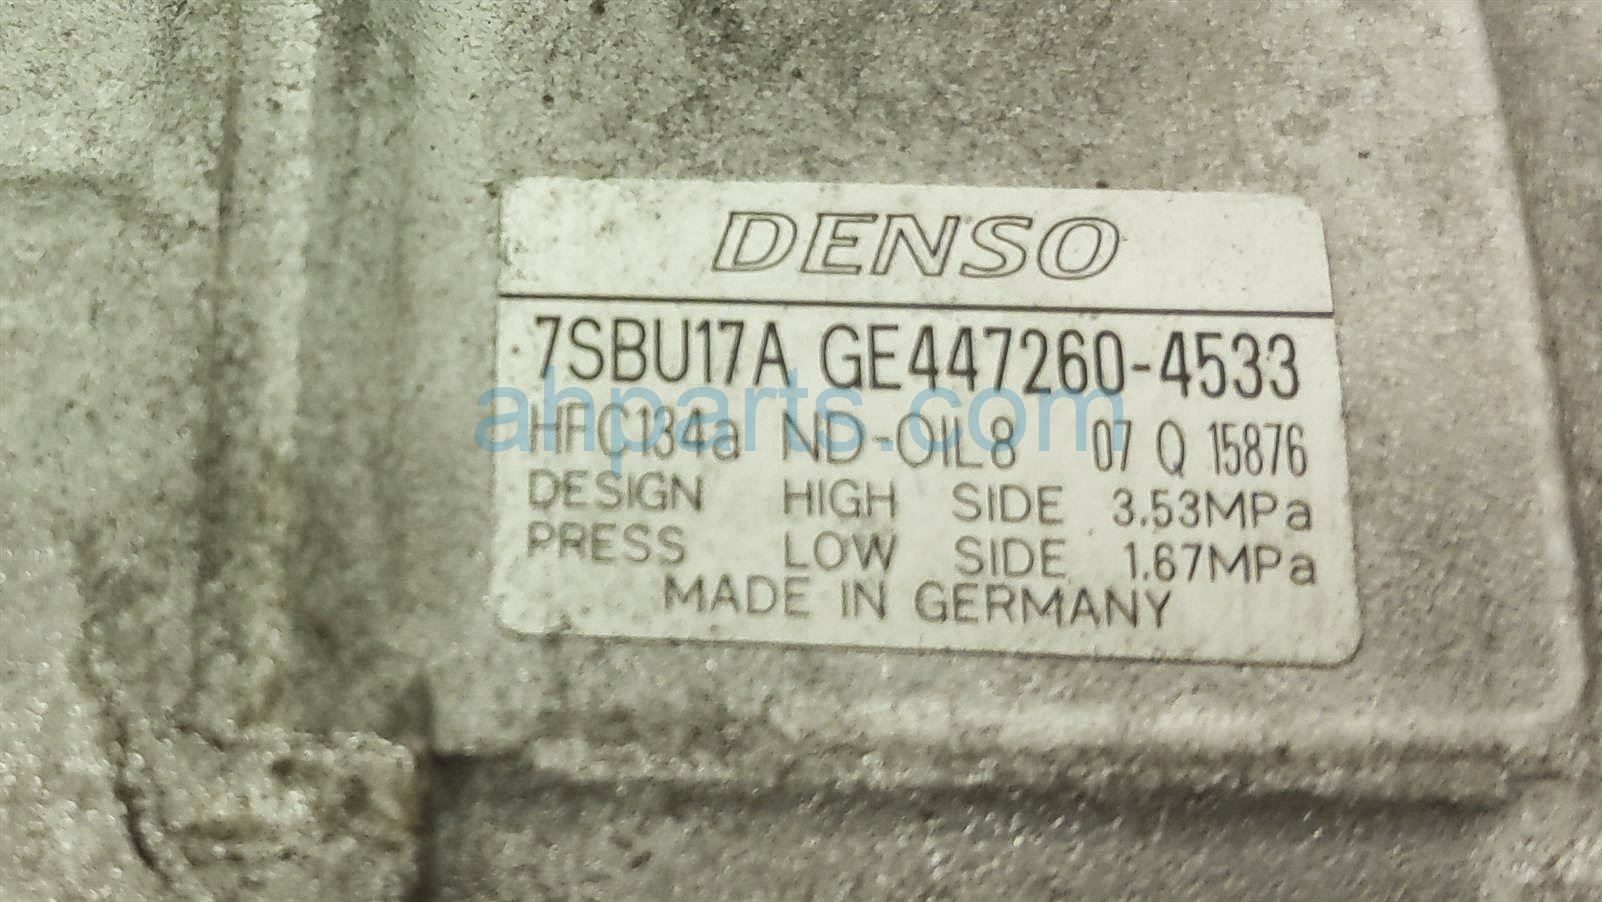 DENSO
7SBU17A GE447260-4533
HFC134a ND-OIL8 07 Q 15876
DESIGN HIGH SIDE 3.53MPa
PRESS LOW SIDE 1.67MPa
MADE IN GERMANY
ahparts.com